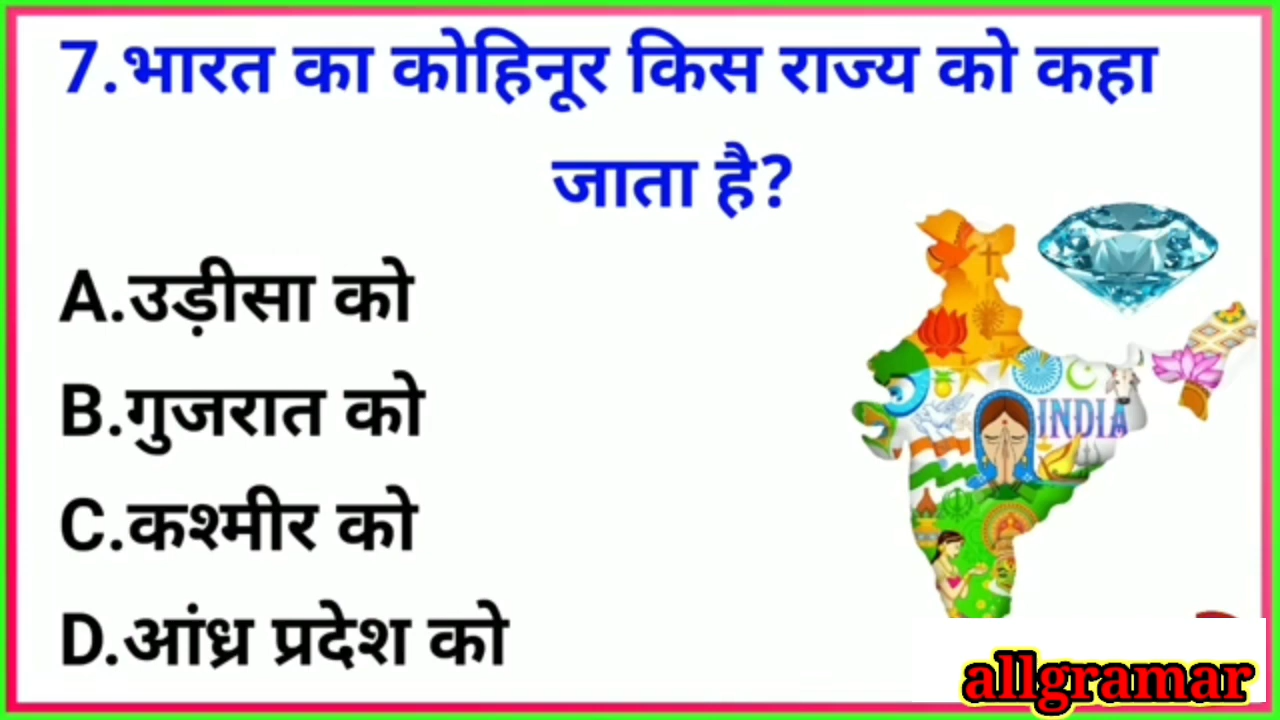 7.भारत का कोहिनूर किस राज्य को कहा
जाता है?
A.उड़ीसा को
B.गुजरात को
INDIA
C.कश्मीर को
D.आंध्र प्रदेश को
allgramar